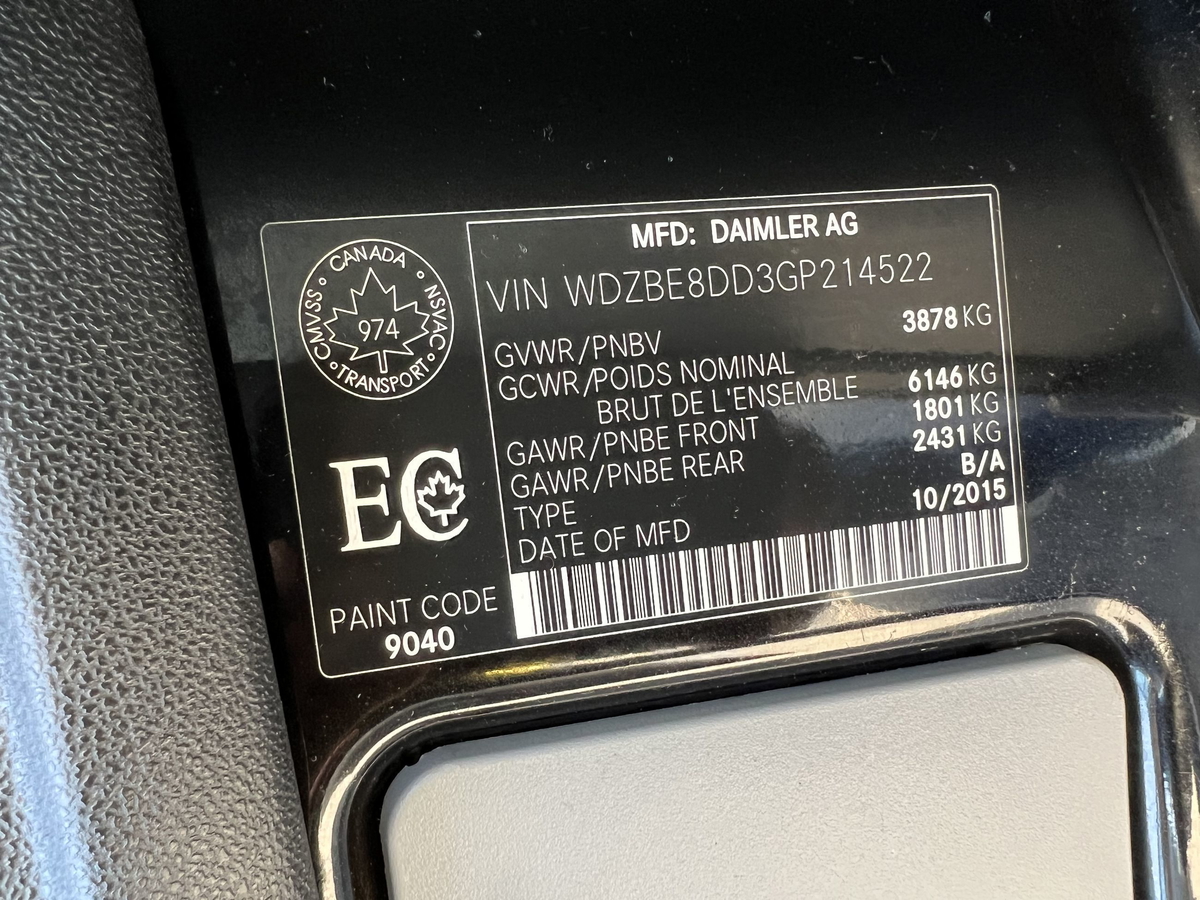 CANADA
CMVSS
974
NSVAC
TRANSPORT
EC
PAINT CODE
9040
MFD: DAIMLER AG
VIN WDZBE8DD3GP214522
GVWR/PNBV 3878 KG
GCWR/POIDS NOMINAL
BRUT DE L'ENSEMBLE 6146 KG
GAWR/PNBE FRONT 1801 KG
GAWR/PNBE REAR 2431 KG
TYPE B/A
DATE OF MFD 10/2015